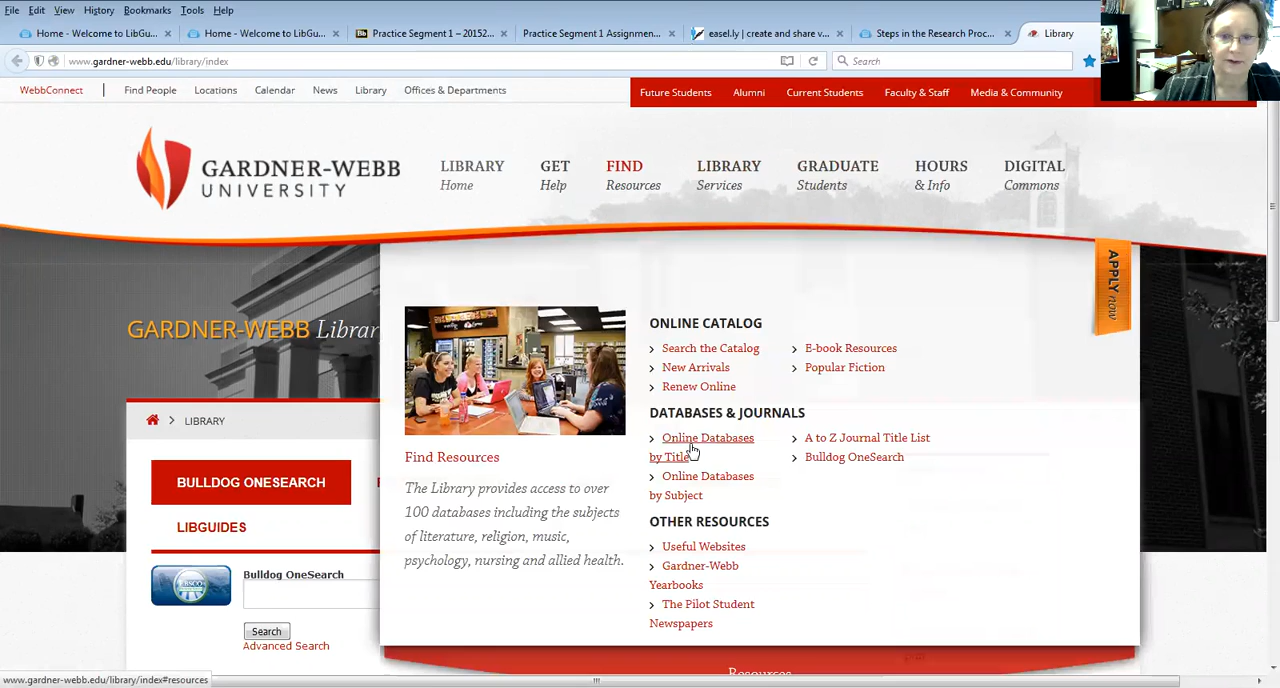 File Edit View History Bookmarks Tools Help
Home - Welcome to LibGu... × Home - Welcome to LibGu... × Practice Segment 1 – 20152... × Practice Segment 1 Assignmen... × easel.ly | create and share v... × Steps in the Research Proc... × Library
www.gardner-webb.edu/library/index Search
WebbConnect | Find People Locations Calendar News Library Offices & Departments
Future Students Alumni Current Students Faculty & Staff Media & Community
GARDNER-WEBB
UNIVERSITY
LIBRARY
Home
GET
Help
FIND
Resources
LIBRARY
Services
GRADUATE
Students
HOURS
& Info
DIGITAL
Commons
APPLY now
GARDNER-WEBB Library
LIBRARY
BULLDOG ONESEARCH
LIBGUIDES
EBSCO
Bulldog OneSearch
Search
Advanced Search
Find Resources
The Library provides access to over
100 databases including the subjects
of literature, religion, music,
psychology, nursing and allied health.
ONLINE CATALOG
Search the Catalog
New Arrivals
Renew Online
E-book Resources
Popular Fiction
DATABASES & JOURNALS
Online Databases
by Title
Online Databases
by Subject
A to Z Journal Title List
Bulldog OneSearch
OTHER RESOURCES
Useful Websites
Gardner-Webb
Yearbooks
The Pilot Student
Newspapers
Resources
www.gardner-webb.edu/library/index#resources